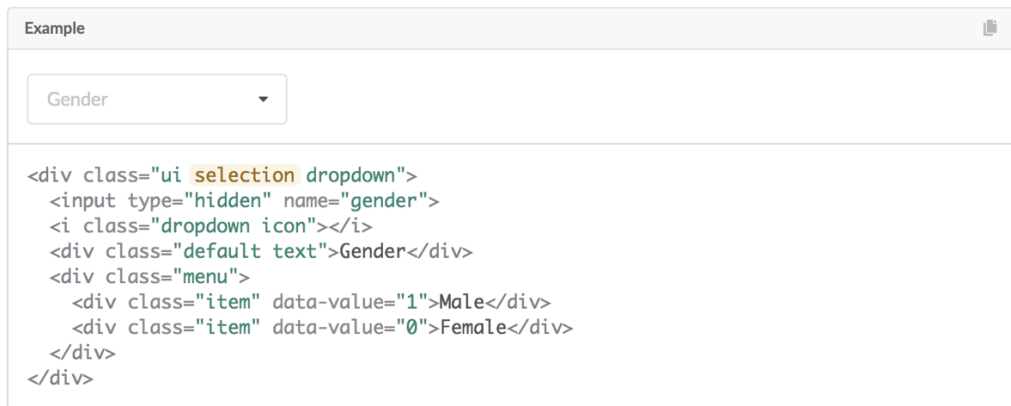 Example
Gender
<div class="ui selection dropdown">
  <input type="hidden" name="gender">
  <i class="dropdown icon"></i>
  <div class="default text">Gender</div>
  <div class="menu">
    <div class="item" data-value="1">Male</div>
    <div class="item" data-value="0">Female</div>
  </div>
</div>